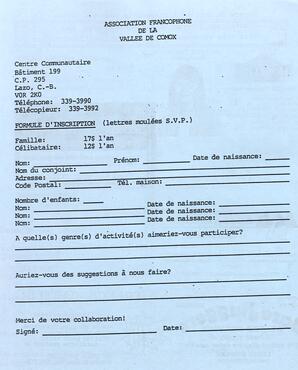 ASSOCIATION FRANCOPHONE
DE LA
VALLEE DE COMOX
Centre Communautaire
Bâtiment 199
C.P. 295
Lazo, C.-B.
V0R 2K0
Téléphone: 339-3990
Télécopieur: 339-3992
FORMULE D'INSCRIPTION (lettres moulées S.V.P.)
Famille: 17$ l'an
Célibataire: 12$ l'an
Nom: Prénom: Date de naissance:
Nom du conjoint:
Adresse:
Code Postal: Tél. maison:
Nombre d'enfants:
Nom: Date de naissance:
Nom: Date de naissance:
Nom: Date de naissance:
A quelle(s) genre(s) d'activité(s) aimeriez-vous participer?
Auriez-vous des suggestions à nous faire?
Merci de votre collaboration!
Signé: Date: